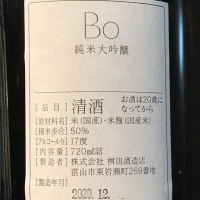 Bo
純米大吟醸
[品目] 清酒 お酒は20歳に
なってから
[原材料名] 米(国産)・米麹(国産米)
[精米歩合] 50%
[アルコール分] 17度
[内容量] 720ml詰
[製造者] 株式会社 桝田酒造店
富山市東岩瀬町269番地
[製造年月]
2020.12.